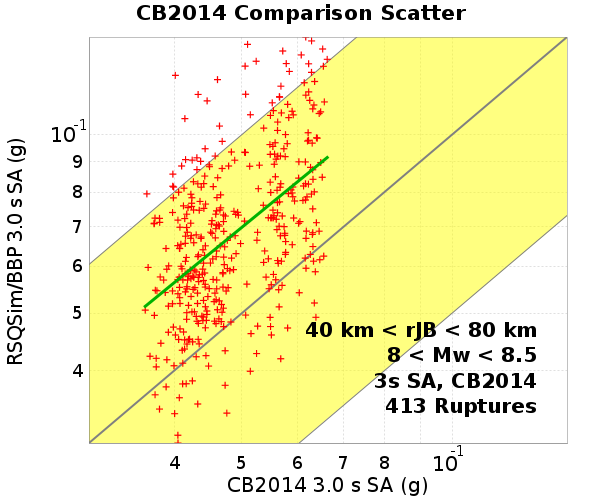 CB2014 Comparison Scatter
RSQSim/BBP 3.0 s SA (g)
10-1
9
8
7
6
5
4
40 km < rJB < 80 km
8 < Mw < 8.5
3s SA, CB2014
413 Ruptures
4 5 6 7 8 10-1
CB2014 3.0 s SA (g)